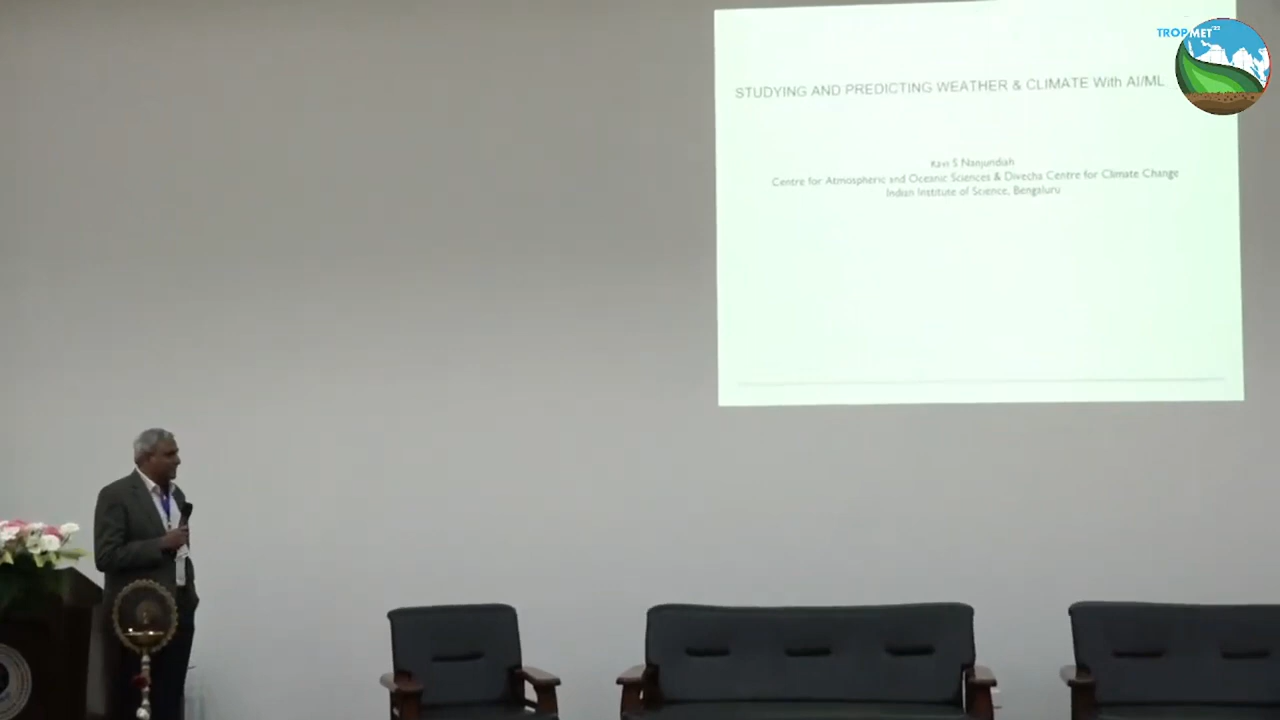 TROPMET'23
STUDYING AND PREDICTING WEATHER & CLIMATE With AI/ML
Ravi S Nanjundiah
Centre for Atmospheric and Oceanic Sciences & Divecha Centre for Climate Change
Indian Institute of Science, Bengaluru